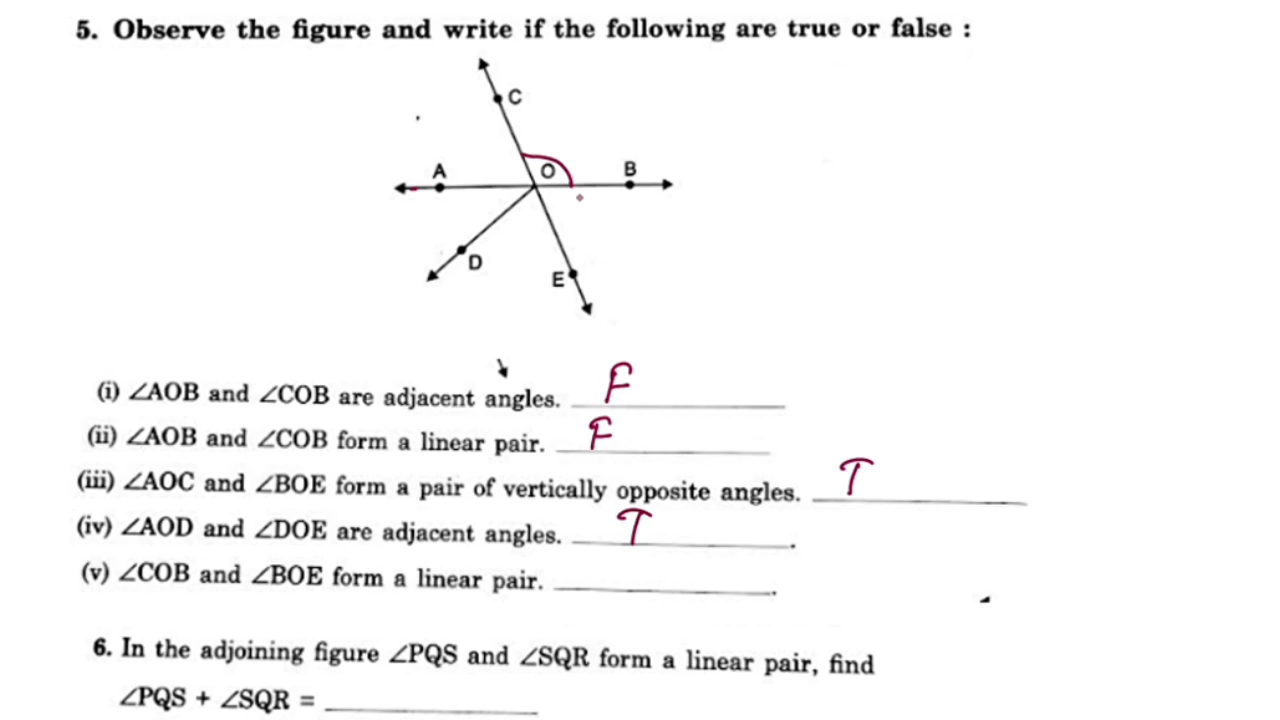 5. Observe the figure and write if the following are true or false :
C
A
O
B
D
E
(i) ∠AOB and ∠COB are adjacent angles. F
(ii) ∠AOB and ∠COB form a linear pair. F
(iii) ∠AOC and ∠BOE form a pair of vertically opposite angles. T
(iv) ∠AOD and ∠DOE are adjacent angles. T.
(v) ∠COB and ∠BOE form a linear pair. .
6. In the adjoining figure ∠PQS and ∠SQR form a linear pair, find
∠PQS + ∠SQR =